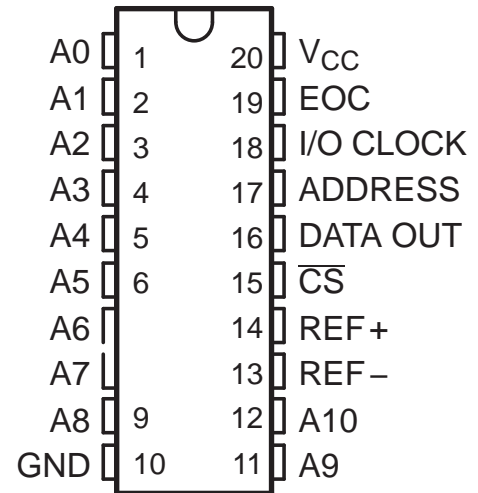 A0 1 20 VCC
A1 2 19 EOC
A2 3 18 I/O CLOCK
A3 4 17 ADDRESS
A4 5 16 DATA OUT
A5 6 15 C̅S̅
A6 14 REF+
A7 13 REF−
A8 9 12 A10
GND 10 11 A9